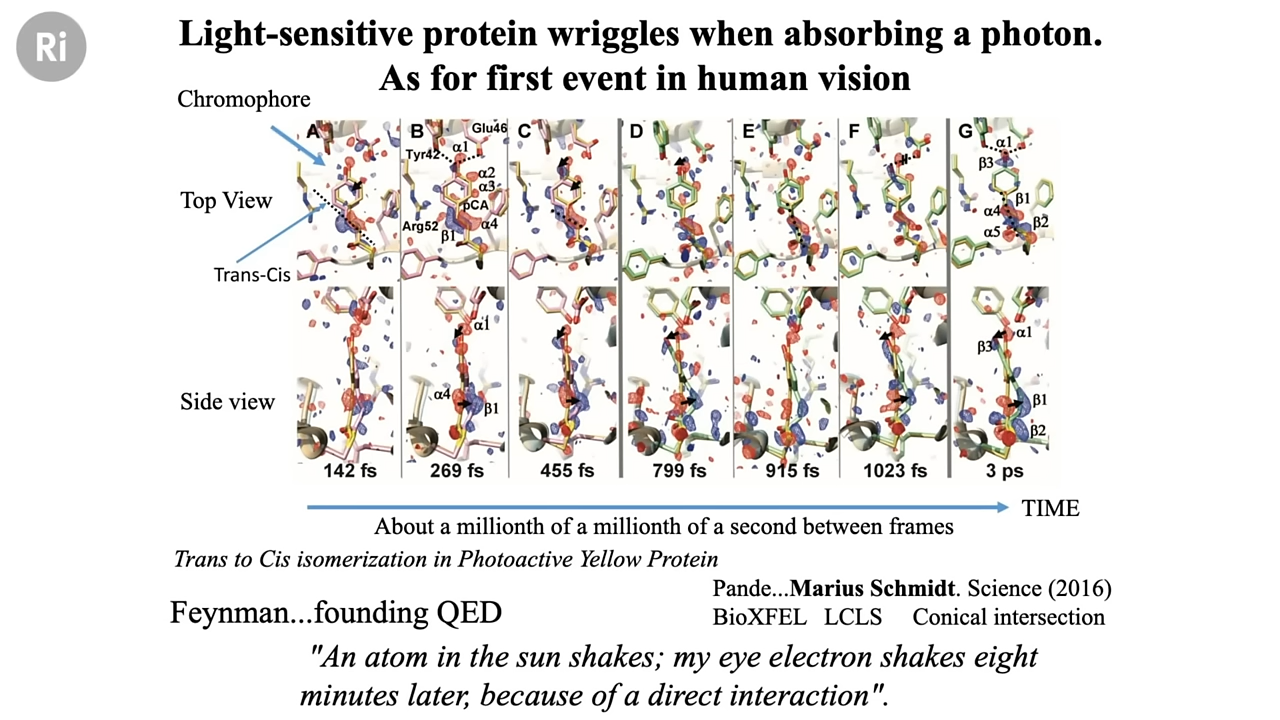 Ri
Light-sensitive protein wriggles when absorbing a photon.
As for first event in human vision
Chromophore
A B C D E F G
Glu46
Tyr42
α1
α2
α3
pCA
Arg52
β1
α4
α1
β3
β1
α4
β2
α5
Top View
Trans-Cis
Side view
α1
α4
β1
α1
β3
β1
β2
142 fs 269 fs 455 fs 799 fs 915 fs 1023 fs 3 ps
TIME
About a millionth of a millionth of a second between frames
Trans to Cis isomerization in Photoactive Yellow Protein
Pande...Marius Schmidt. Science (2016)
BioXFEL LCLS Conical intersection
Feynman...founding QED
"An atom in the sun shakes; my eye electron shakes eight
minutes later, because of a direct interaction".